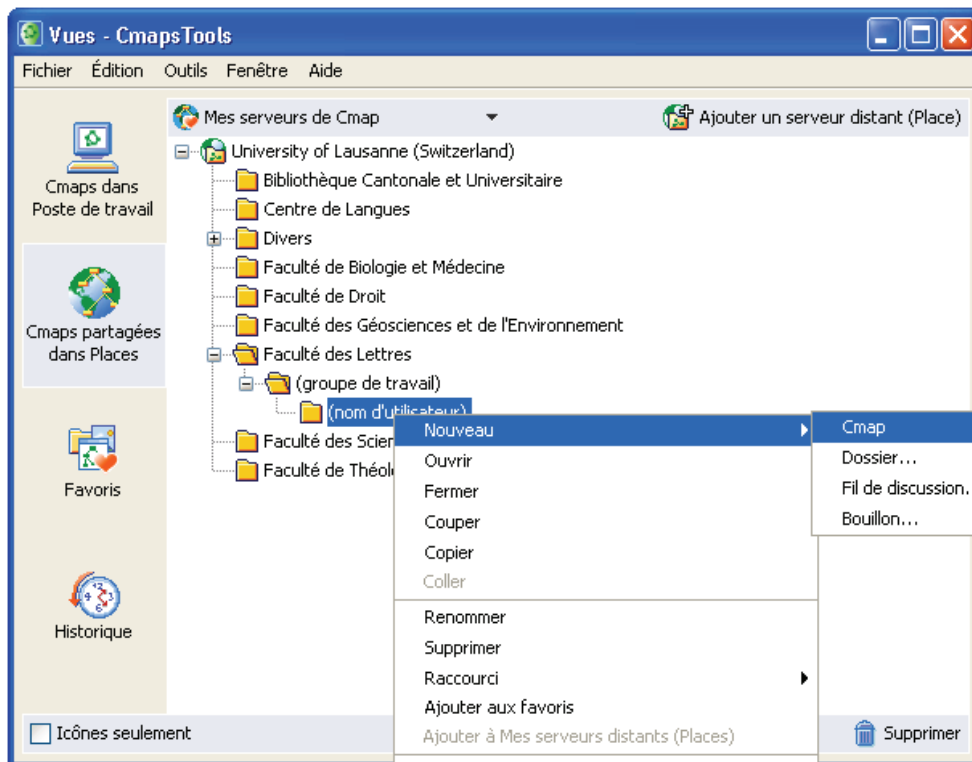 Vues - CmapsTools
Fichier Édition Outils Fenêtre Aide
Mes serveurs de Cmap
Ajouter un serveur distant (Place)
Cmaps dans
Poste de travail
Cmaps partagées
dans Places
Favoris
Historique
University of Lausanne (Switzerland)
Bibliothèque Cantonale et Universitaire
Centre de Langues
Divers
Faculté de Biologie et Médecine
Faculté de Droit
Faculté des Géosciences et de l'Environnement
Faculté des Lettres
(groupe de travail)
(nom d'utilisateur)
Faculté des Scien
Faculté de Théolo
Nouveau
Ouvrir
Fermer
Couper
Copier
Coller
Renommer
Supprimer
Raccourci
Ajouter aux favoris
Ajouter à Mes serveurs distants (Places)
Cmap
Dossier...
Fil de discussion.
Bouillon...
Icônes seulement
Supprimer